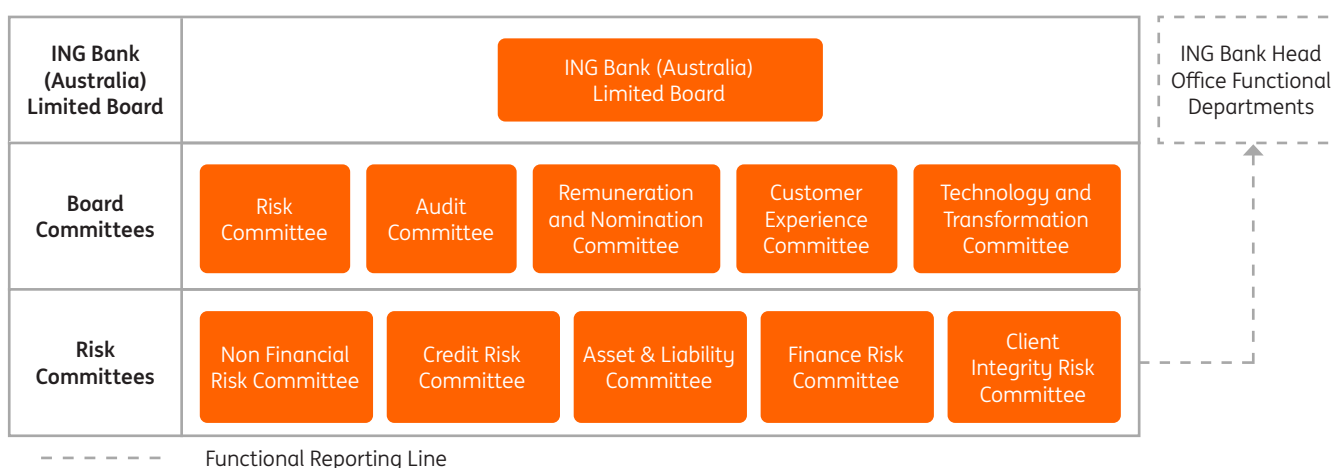 ING Bank
(Australia)
Limited Board
ING Bank (Australia)
Limited Board
ING Bank Head
Office Functional
Departments
Board
Committees
Risk
Committee
Audit
Committee
Remuneration
and Nomination
Committee
Customer
Experience
Committee
Technology and
Transformation
Committee
Risk
Committees
Non Financial
Risk Committee
Credit Risk
Committee
Asset & Liability
Committee
Finance Risk
Committee
Client
Integrity Risk
Committee
Functional Reporting Line